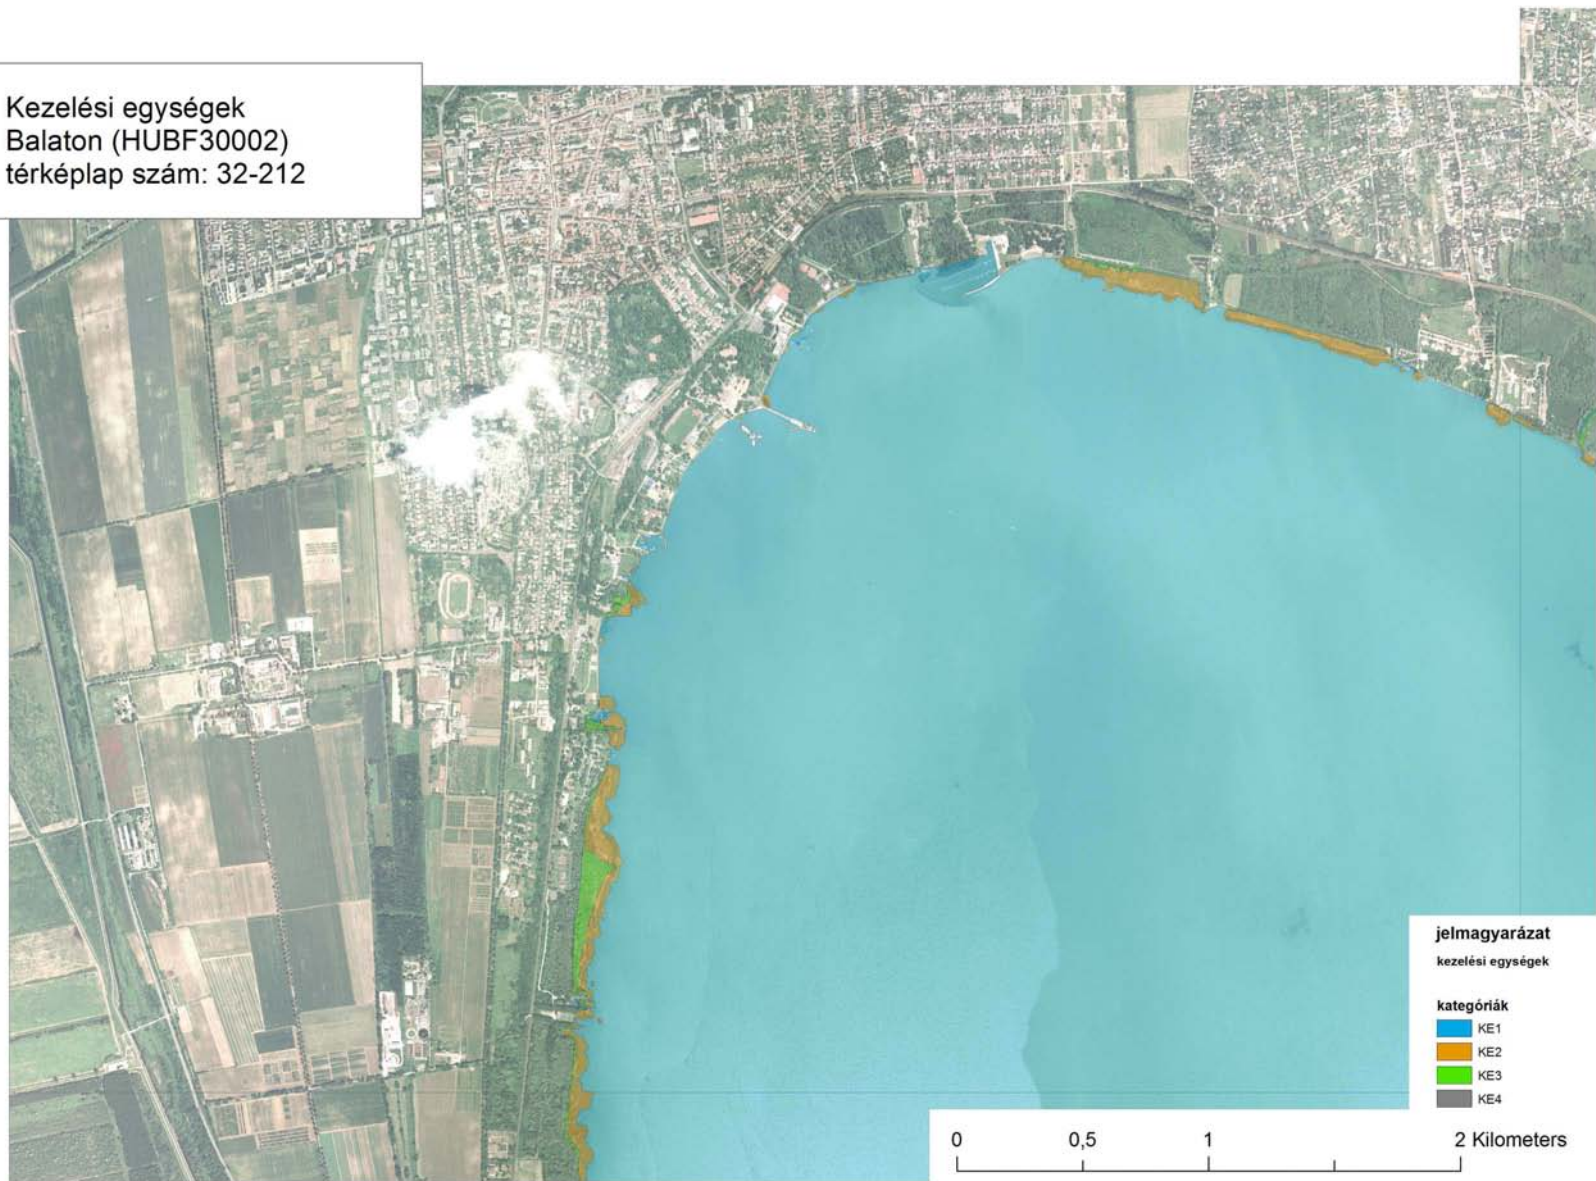 Kezelési egységek
Balaton (HUBF30002)
térképlap szám: 32-212
jelmagyarázat
kezelési egységek
kategóriák
KE1
KE2
KE3
KE4
0 0,5 1 2 Kilometers